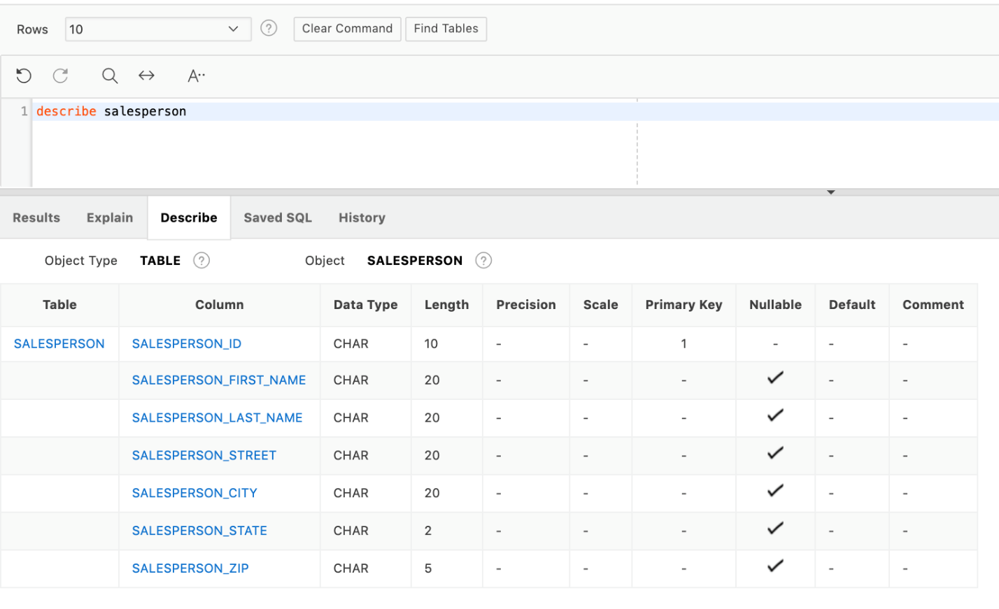 Rows 10 ? Clear Command Find Tables
A··
1 describe salesperson
Results Explain Describe Saved SQL History
Object Type TABLE ? Object SALESPERSON ?
Table Column Data Type Length Precision Scale Primary Key Nullable Default Comment
SALESPERSON SALESPERSON_ID CHAR 10 - - 1 - - -
SALESPERSON_FIRST_NAME CHAR 20 - - - ✓ - -
SALESPERSON_LAST_NAME CHAR 20 - - - ✓ - -
SALESPERSON_STREET CHAR 20 - - - ✓ - -
SALESPERSON_CITY CHAR 20 - - - ✓ - -
SALESPERSON_STATE CHAR 2 - - - ✓ - -
SALESPERSON_ZIP CHAR 5 - - - ✓ - -